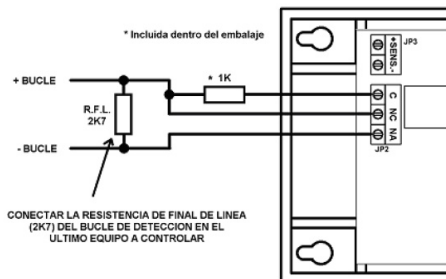 * Incluida dentro del embalaje
JP3
+SENS.-
+ BUCLE
* 1K
R.F.L.
2K7
C
NC
NA
- BUCLE
JP2
CONECTAR LA RESISTENCIA DE FINAL DE LINEA
(2K7) DEL BUCLE DE DETECCION EN EL
ULTIMO EQUIPO A CONTROLAR